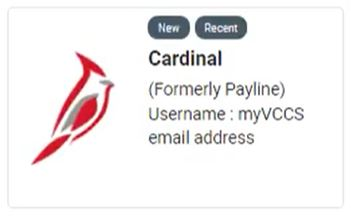 New Recent
Cardinal
(Formerly Payline)
Username : myVCCS
email address